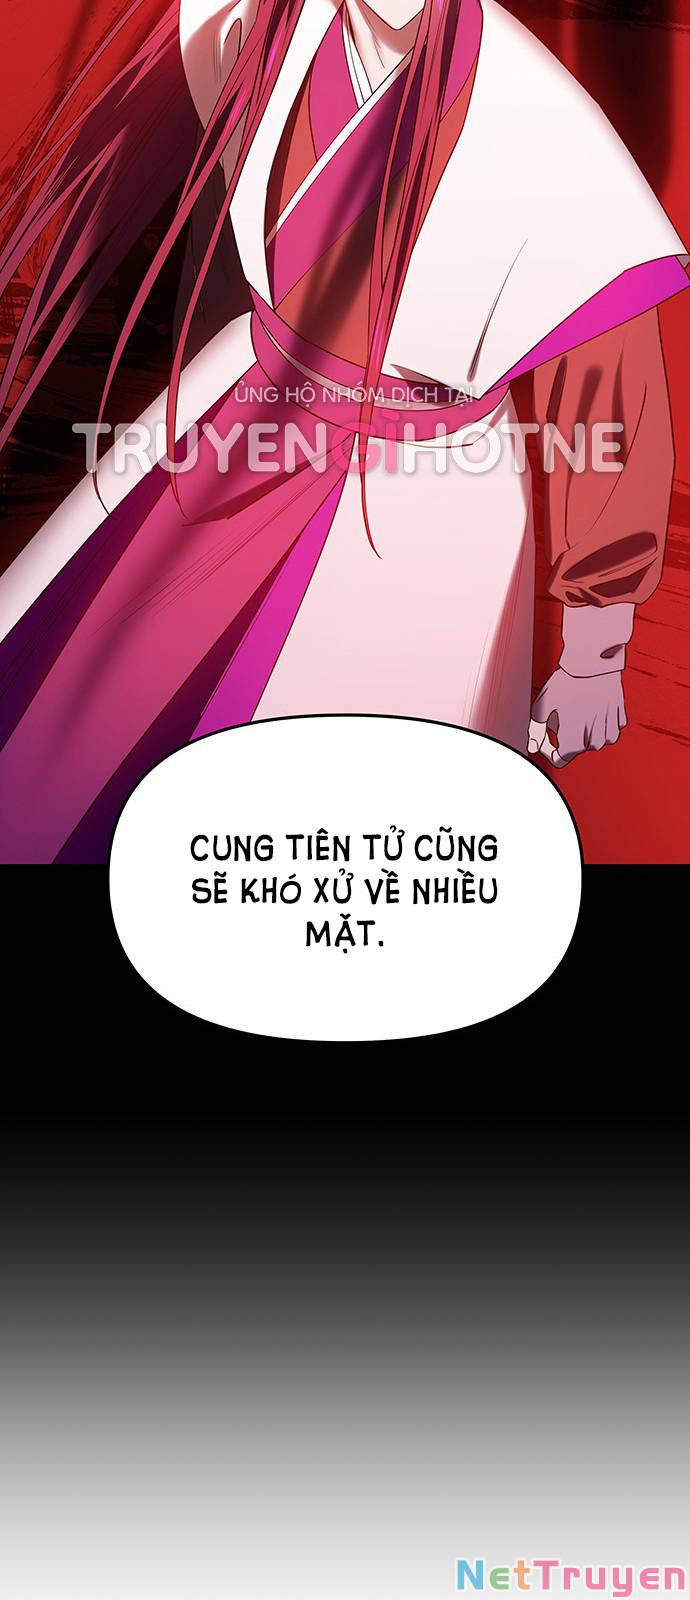 ỦNG HỘ NHÓM DỊCH TẠI
TRUYENGIHOTNE
CUNG TIÊN TỬ CŨNG
SẼ KHÓ XỬ VỀ NHIỀU
MẶT.
NetTruyen